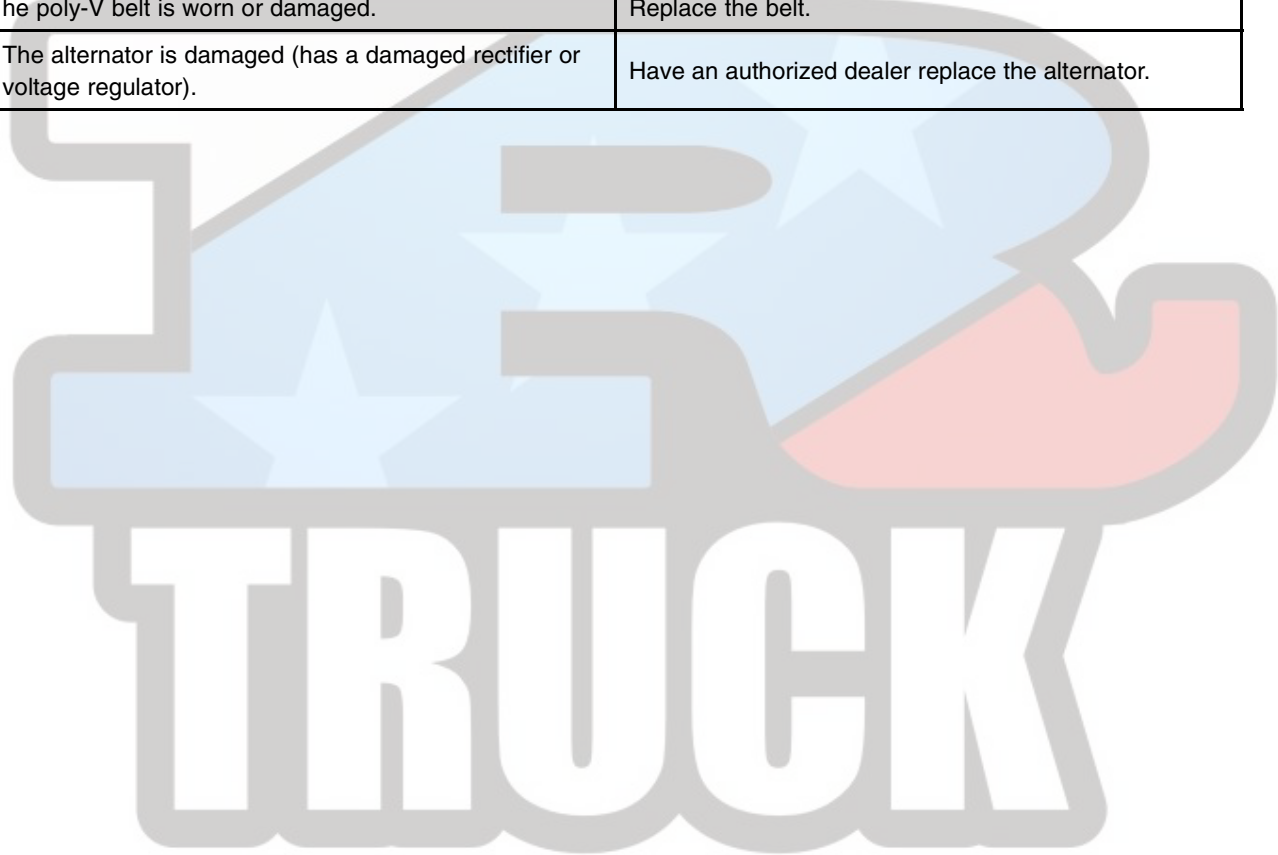 he poly-V belt is worn or damaged.
Replace the belt.
The alternator is damaged (has a damaged rectifier or
voltage regulator).
Have an authorized dealer replace the alternator.
TRUCK